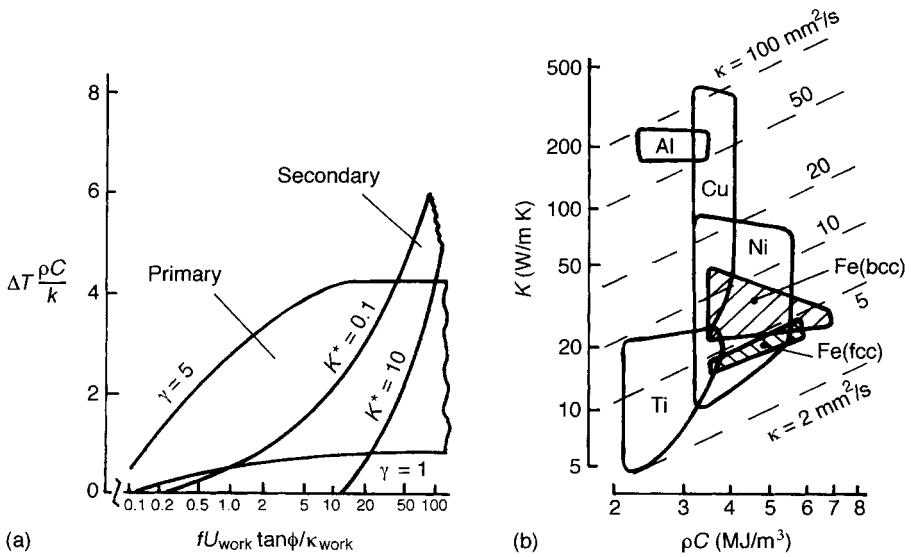 8
6
4
2
0
ΔT ρC/k
Secondary
Primary
γ = 5
K* = 0.1
K* = 10
γ = 1
0.1 0.2 0.5 1.0 2 5 10 20 50 100
fU_work tanϕ/κ_work
(a)
500
200
100
50
20
10
5
K (W/m K)
κ = 100 mm²/s
50
20
10
5
κ = 2 mm²/s
Al
Cu
Ni
Fe(bcc)
Fe(fcc)
Ti
2 3 4 5 6 7 8
ρC (MJ/m³)
(b)